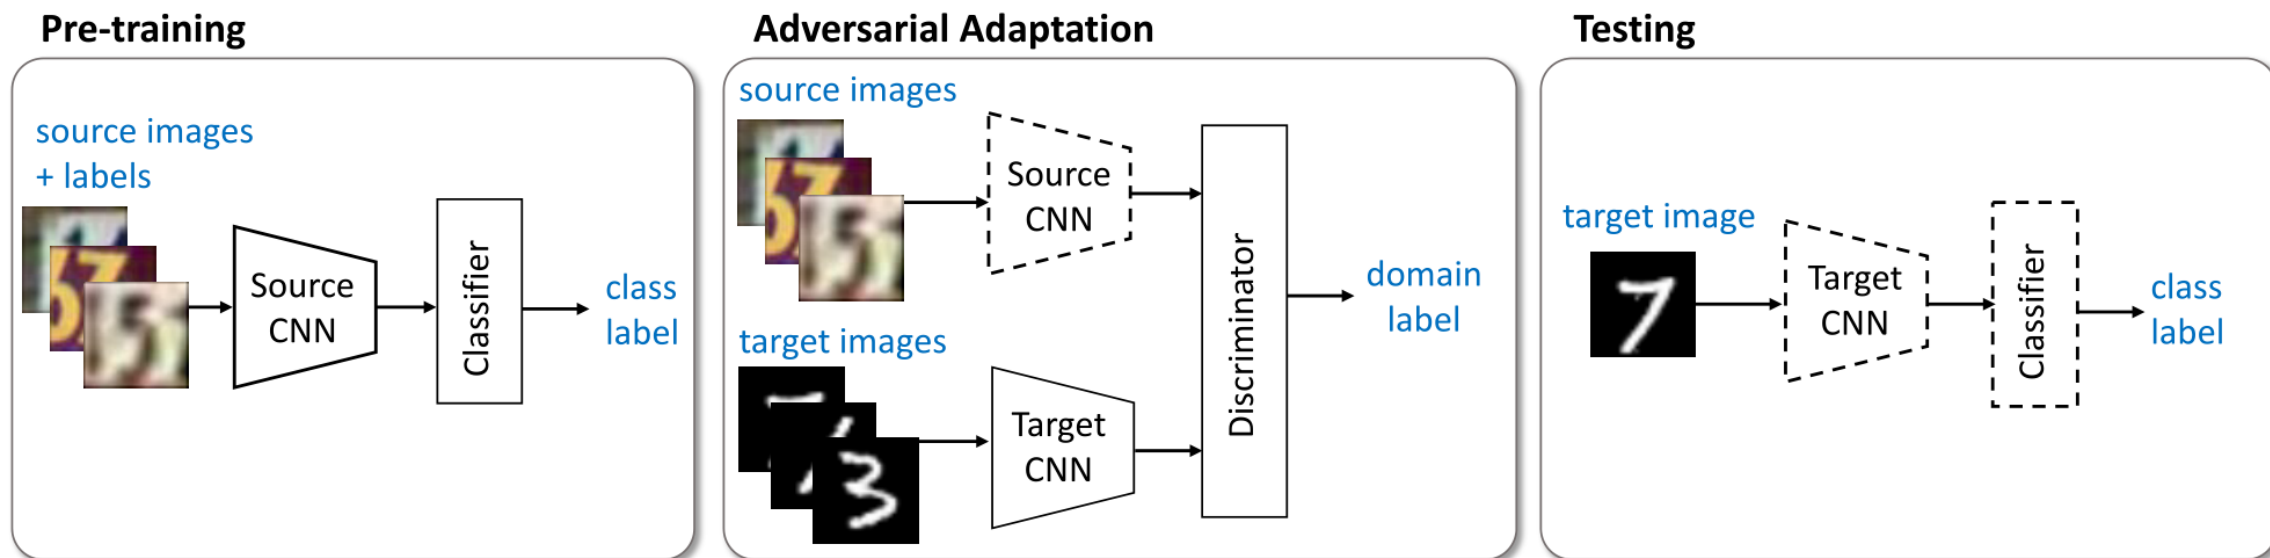 Pre-training
source images
+ labels
Source
CNN
Classifier
class
label
Adversarial Adaptation
source images
Source
CNN
target images
Target
CNN
Discriminator
domain
label
Testing
target image
7
Target
CNN
Classifier
class
label